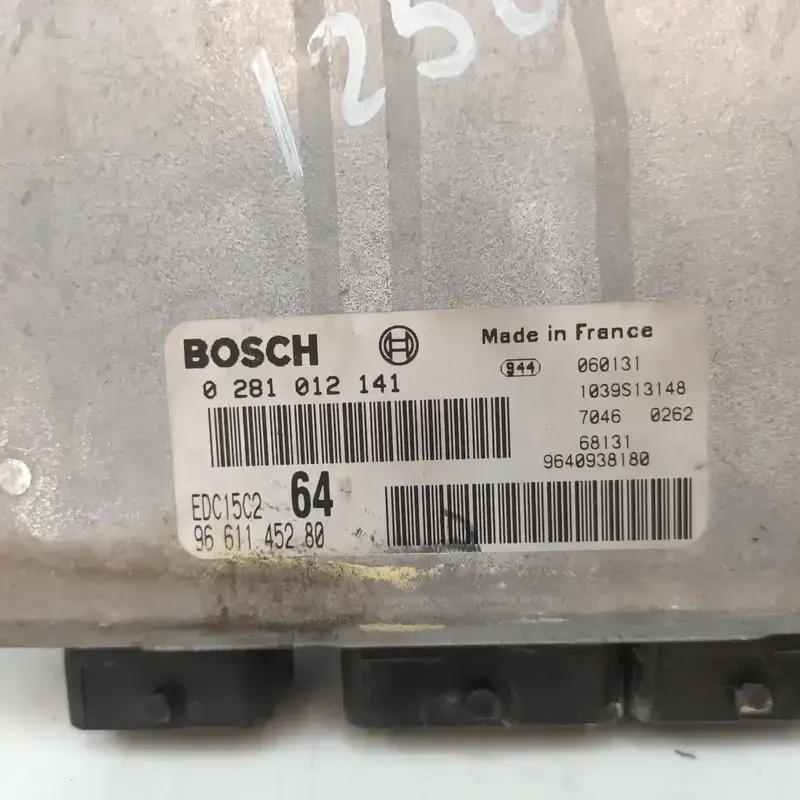 125
BOSCH
Made in France
0 281 012 141
944 060131
1039S13148
7046 0262
68131
9640938180
EDC15C2 64
96 611 452 80